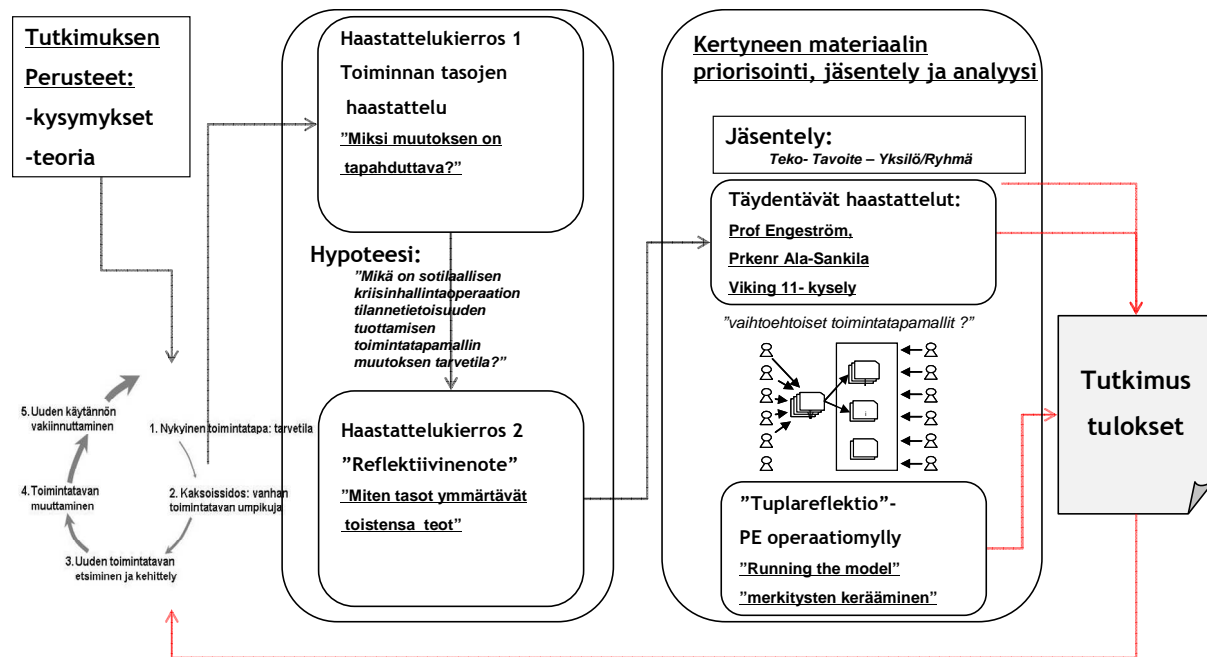 Tutkimuksen
Perusteet:
-kysymykset
-teoria
5. Uuden käytännön
vakiinnuttaminen
1. Nykyinen toimintatapa: tarvetila
4. Toimintatavan
muuttaminen
2. Kaksoissidos: vanhan
toimintatavan umpikuja
3. Uuden toimintatavan
etsiminen ja kehittely
Haastattelukierros 1
Toiminnan tasojen
haastattelu
”Miksi muutoksen on
tapahduttava?”
Hypoteesi:
”Mikä on sotilaallisen
kriisinhallintaoperaation
tilannetietoisuuden
tuottamisen
toimintatapamallin
muutoksen tarvetila?”
Haastattelukierros 2
”Reflektiivinenote”
”Miten tasot ymmärtävät
toistensa teot”
Kertyneen materiaalin
priorisointi, jäsentely ja analyysi
Jäsentely:
Teko- Tavoite – Yksilö/Ryhmä
Täydentävät haastattelut:
Prof Engeström,
Prkenr Ala-Sankila
Viking 11- kysely
”vaihtoehtoiset toimintatapamallit ?”
”Tuplareflektio”-
PE operaatiomylly
”Running the model”
”merkitysten kerääminen”
Tutkimus
tulokset